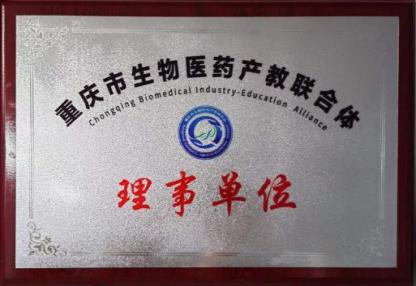 重庆市生物医药产教联合体
Chongqing Biomedical Industry-Education Alliance
理事单位